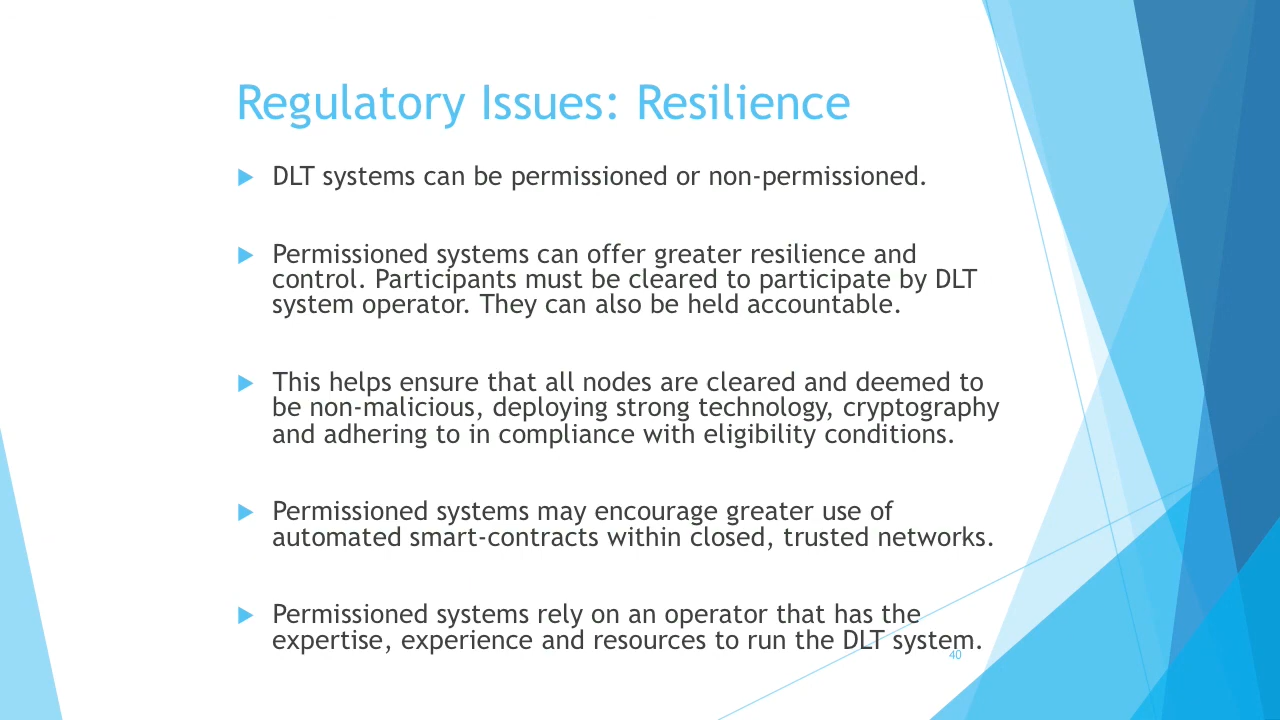 Regulatory Issues: Resilience
DLT systems can be permissioned or non-permissioned.
Permissioned systems can offer greater resilience and
control. Participants must be cleared to participate by DLT
system operator. They can also be held accountable.
This helps ensure that all nodes are cleared and deemed to
be non-malicious, deploying strong technology, cryptography
and adhering to in compliance with eligibility conditions.
Permissioned systems may encourage greater use of
automated smart-contracts within closed, trusted networks.
Permissioned systems rely on an operator that has the
expertise, experience and resources to run the DLT system.
40